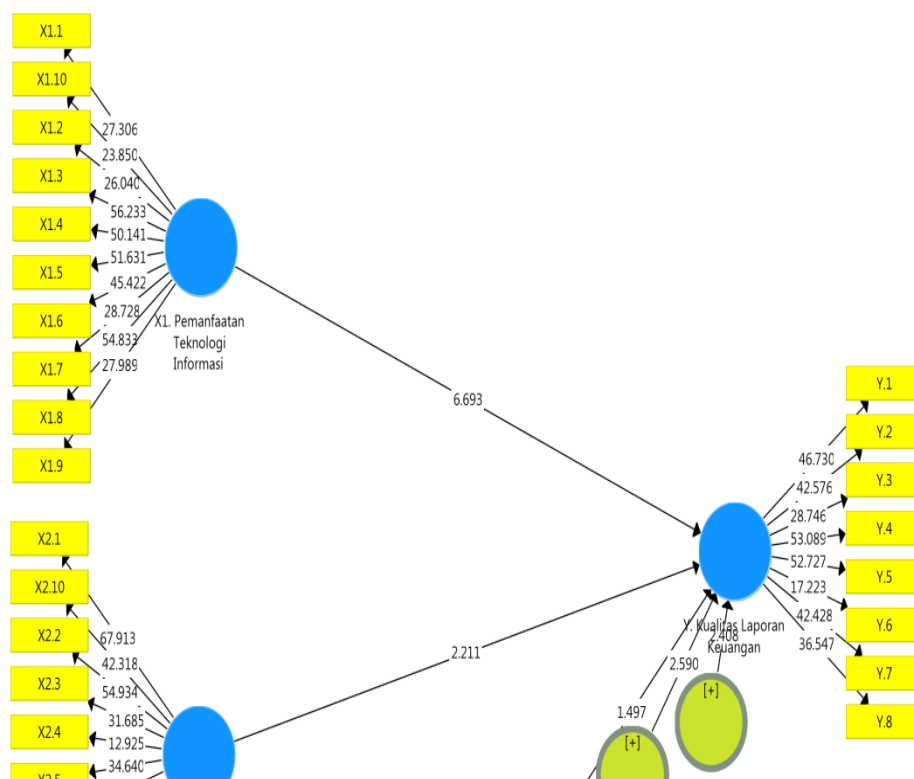 X1.1
X1.10
X1.2
X1.3
X1.4
X1.5
X1.6
X1.7
X1.8
X1.9
27.306
23.850
26.040
56.233
50.141
51.631
45.422
28.728
54.833
27.989
X1. Pemanfaatan
Teknologi
Informasi
6.693
X2.1
X2.10
X2.2
X2.3
X2.4
X2.5
67.913
42.318
54.934
31.685
12.925
34.640
2.211
Y.1
Y.2
Y.3
Y.4
Y.5
Y.6
Y.7
Y.8
46.730
42.576
28.746
53.089
52.727
17.223
42.428
36.547
Y. Kualitas Laporan
Keuangan
2.408
2.590
1.497
[+]
[+]